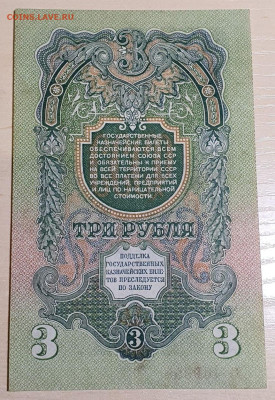 COINS.LAVE.RU
3
ГОСУДАРСТВЕННЫЕ
КАЗНАЧЕЙСКИЕ БИЛЕТЫ
ОБЕСПЕЧИВАЮТСЯ ВСЕМ
ДОСТОЯНИЕМ СОЮЗА ССР
И ОБЯЗАТЕЛЬНЫ К ПРИЕМУ
НА ВСЕЙ ТЕРРИТОРИИ СССР
ВО ВСЕ ПЛАТЕЖИ ДЛЯ ВСЕХ
УЧРЕЖДЕНИЙ, ПРЕДПРИЯТИЙ
И ЛИЦ ПО НАРИЦАТЕЛЬНОЙ
СТОИМОСТИ
ТРИ РУБЛЯ
ПОДДЕЛКА
ГОСУДАРСТВЕННЫХ
КАЗНАЧЕЙСКИХ БИЛЕ
ТОВ ПРЕСЛЕДУЕТСЯ
ПО ЗАКОНУ
3 3 3